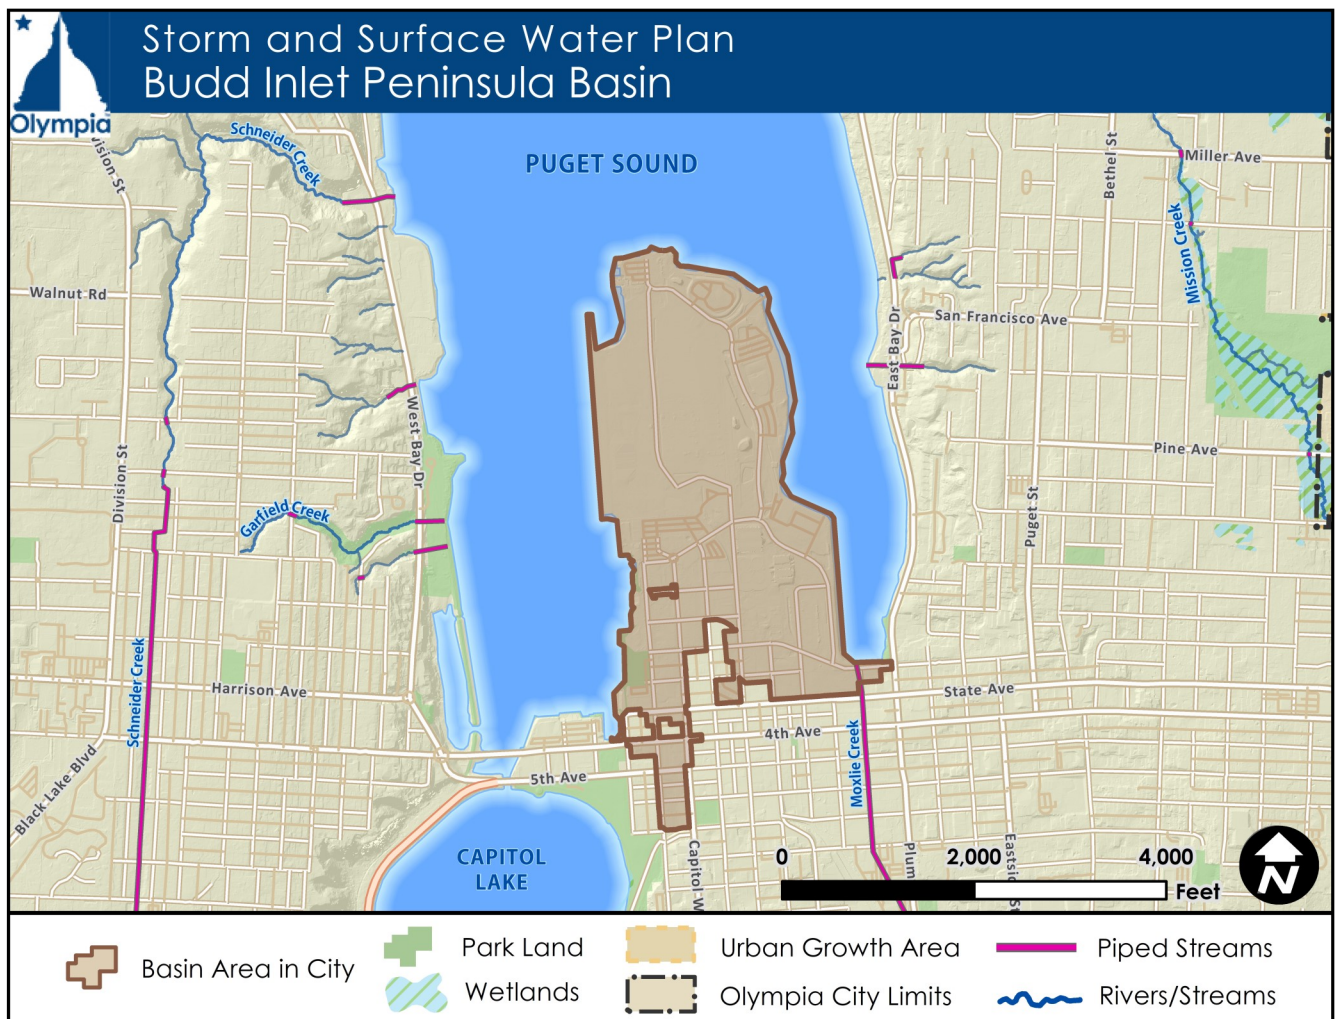 Storm and Surface Water Plan
Budd Inlet Peninsula Basin
Olympia
Schneider Creek
PUGET SOUND
Bethel St
Miller Ave
Mission Creek
Walnut Rd
San Francisco Ave
East Bay Dr
West Bay Dr
Division St
Pine Ave
Puget St
Garfield Creek
Schneider Creek
Harrison Ave
State Ave
4th Ave
Moxlie Creek
5th Ave
Black Lake Blvd
CAPITOL
LAKE
Capitol W
Plum
0 2,000 4,000
Feet
N
Basin Area in City
Park Land
Wetlands
Urban Growth Area
Olympia City Limits
Piped Streams
Rivers/Streams